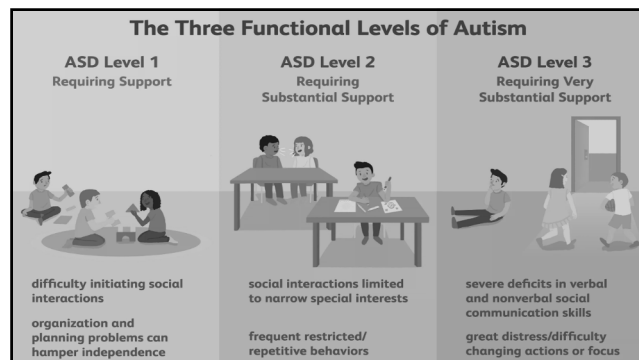 The Three Functional Levels of Autism
ASD Level 1
Requiring Support
difficulty initiating social
interactions
organization and
planning problems can
hamper independence
ASD Level 2
Requiring
Substantial Support
social interactions limited
to narrow special interests
frequent restricted/
repetitive behaviors
ASD Level 3
Requiring Very
Substantial Support
severe deficits in verbal
and nonverbal social
communication skills
great distress/difficulty
changing actions or focus